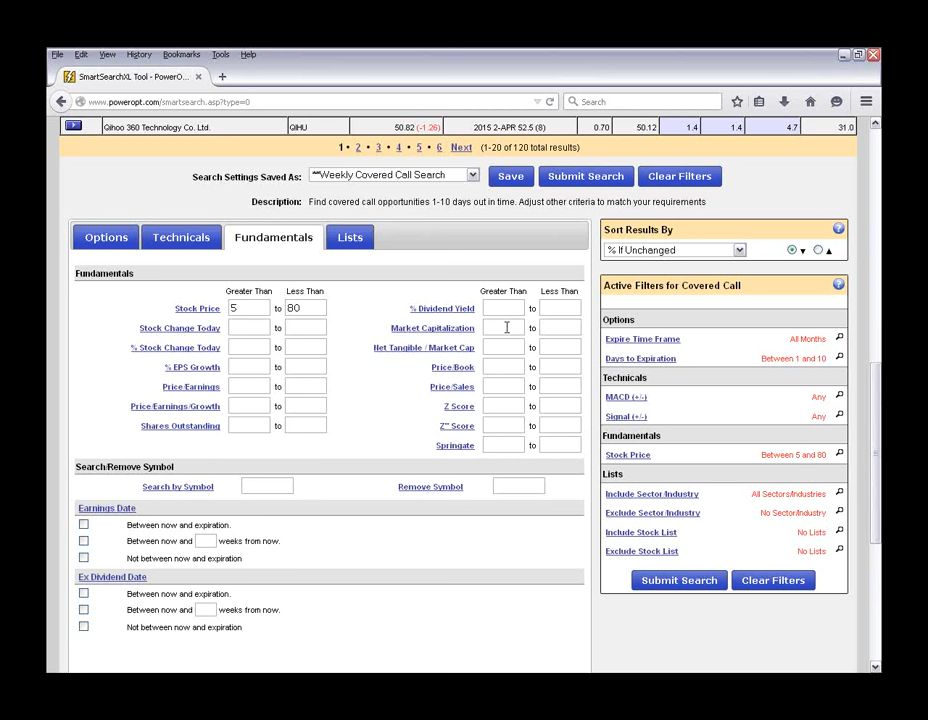 File Edit View History Bookmarks Tools Help
SmartSearchXL Tool - PowerO... × +
www.poweropt.com/smartsearch.asp?type=0 Search
Qihoo 360 Technology Co. Ltd. QIHU 50.82 (-1.26) 2015 2-APR 52.5 (8) 0.70 50.12 1.4 1.4 4.7 31.0
1 • 2 • 3 • 4 • 5 • 6 Next (1-20 of 120 total results)
Search Settings Saved As: **Weekly Covered Call Search Save Submit Search Clear Filters
Description: Find covered call opportunities 1-10 days out in time. Adjust other criteria to match your requirements
Options Technicals Fundamentals Lists
Fundamentals
Greater Than Less Than Greater Than Less Than
Stock Price 5 to 80 % Dividend Yield to
Stock Change Today to Market Capitalization to
% Stock Change Today to Net Tangible / Market Cap to
% EPS Growth to Price/Book to
Price/Earnings to Price/Sales to
Price/Earnings/Growth to Z Score to
Shares Outstanding to Z" Score to
Springate to
Search/Remove Symbol
Search by Symbol Remove Symbol
Earnings Date
Between now and expiration.
Between now and weeks from now.
Not between now and expiration
Ex Dividend Date
Between now and expiration.
Between now and weeks from now.
Not between now and expiration
Sort Results By ?
% If Unchanged ▼ ▲
Active Filters for Covered Call ?
Options
Expire Time Frame All Months
Days to Expiration Between 1 and 10
Technicals
MACD (+/-) Any
Signal (+/-) Any
Fundamentals
Stock Price Between 5 and 80
Lists
Include Sector/Industry All Sectors/Industries
Exclude Sector/Industry No Sector/Industry
Include Stock List No Lists
Exclude Stock List No Lists
Submit Search Clear Filters